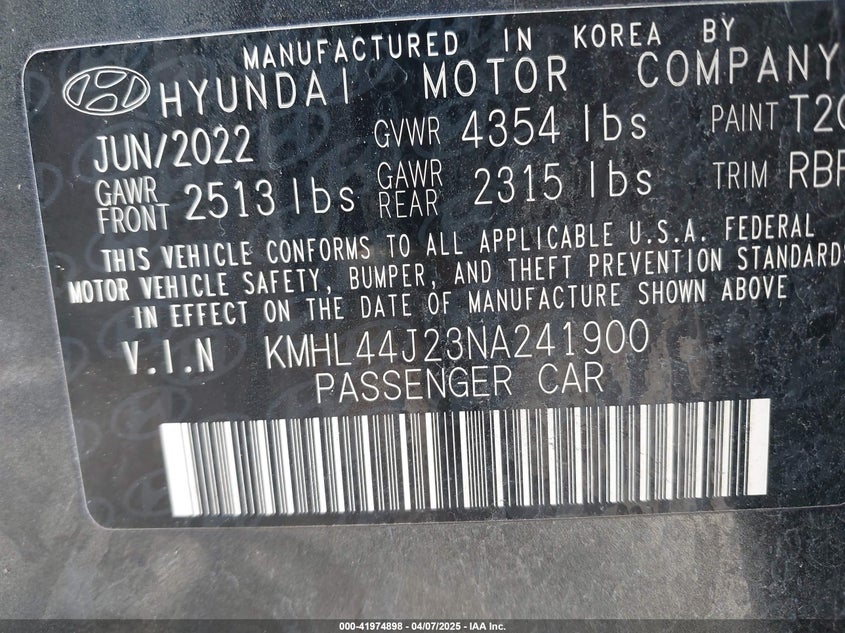 MANUFACTURED IN KOREA BY
HYUNDAI MOTOR COMPANY
JUN/2022 GVWR 4354 lbs PAINT
GAWR FRONT 2513 lbs GAWR REAR 2315 lbs TRIM
THIS VEHICLE CONFORMS TO ALL APPLICABLE U.S.A. FEDERAL
MOTOR VEHICLE SAFETY, BUMPER, AND THEFT PREVENTION STANDARDS
IN EFFECT ON THE DATE OF MANUFACTURE SHOWN ABOVE
V.I.N KMHL44J23NA241900
PASSENGER CAR
000-41974898 - 04/07/2025 - IAA Inc.